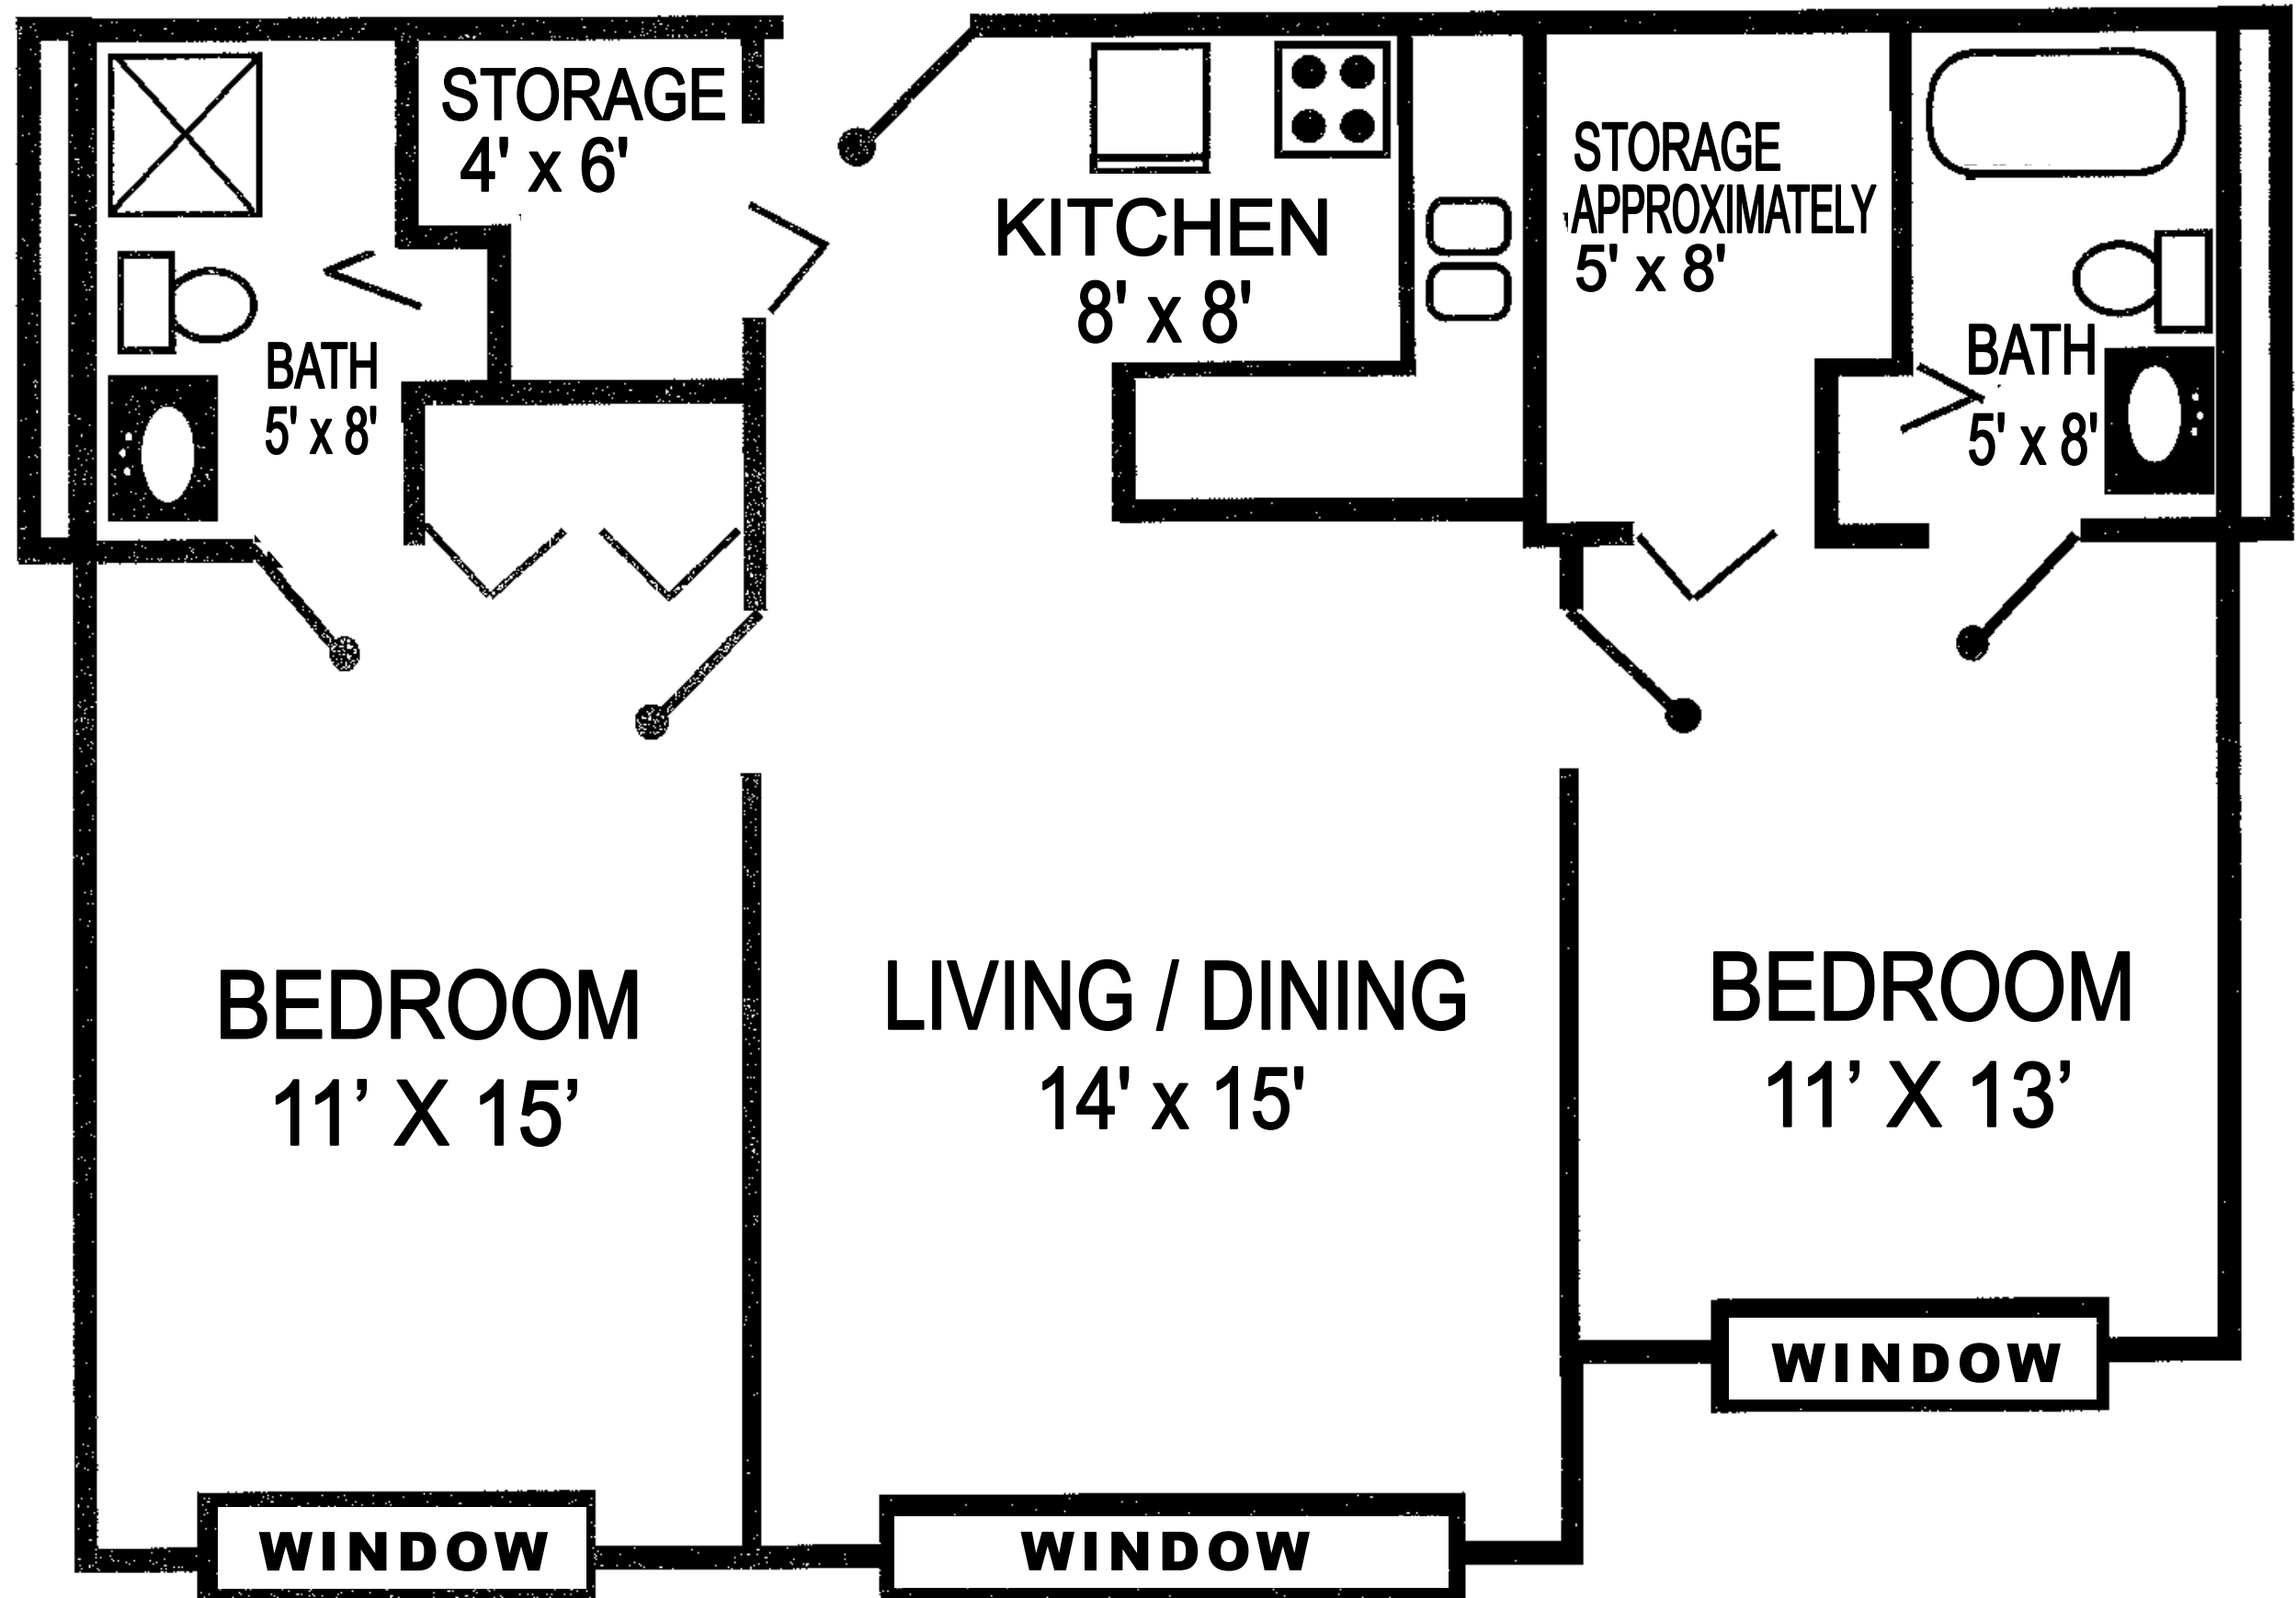 STORAGE
4' x 6'
KITCHEN
8' x 8'
STORAGE
APPROXIMATELY
5' x 8'
BATH
5' x 8'
BATH
5' x 8'
BEDROOM
11’ X 15’
LIVING / DINING
14' x 15'
BEDROOM
11’ X 13’
WINDOW
WINDOW
WINDOW